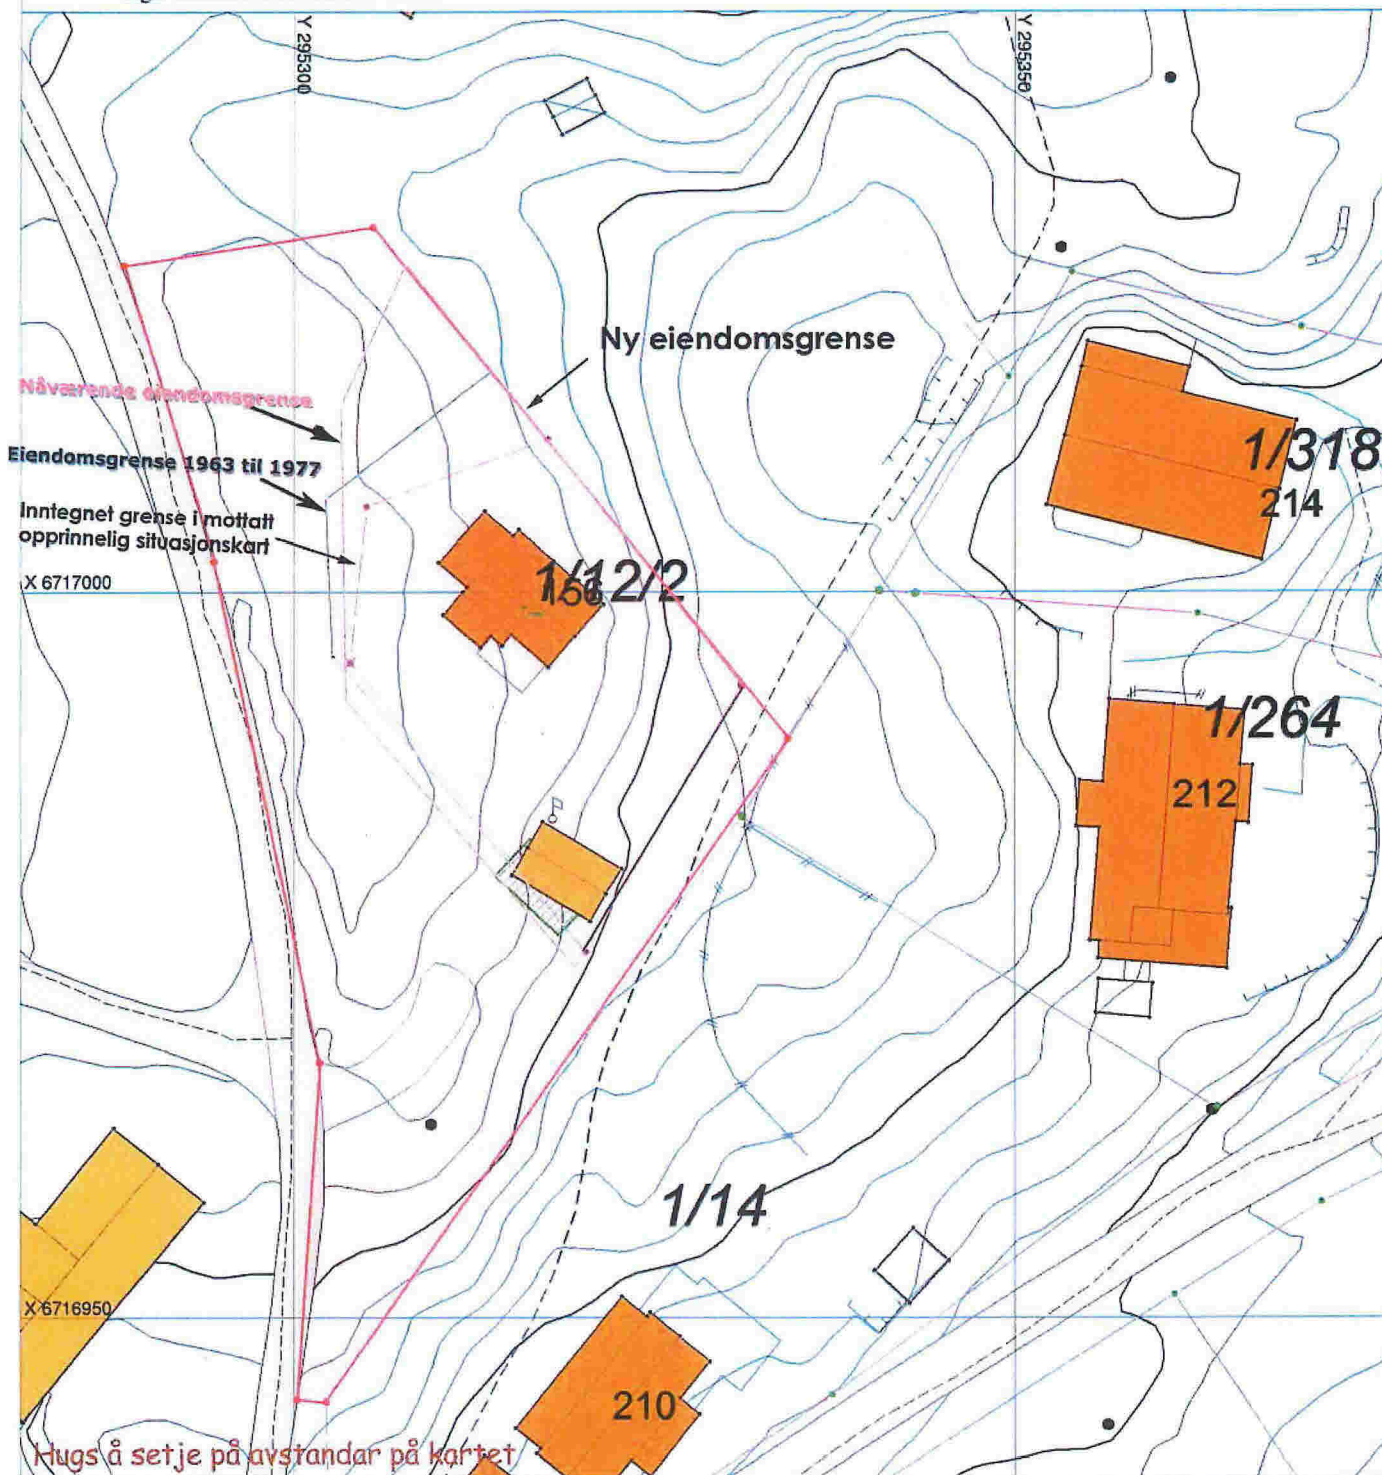 Y 295300
Y 295350
Ny eiendomsgrense
Nåværende eiendomsgrense
1/318
Eiendomsgrense 1963 til 1977
214
Inntegnet grense i mottatt
opprinnelig situasjonskart
X 6717000
1/12/2
1/264
212
1/14
X 6716950
210
Hugs å setje på avstandar på kartet